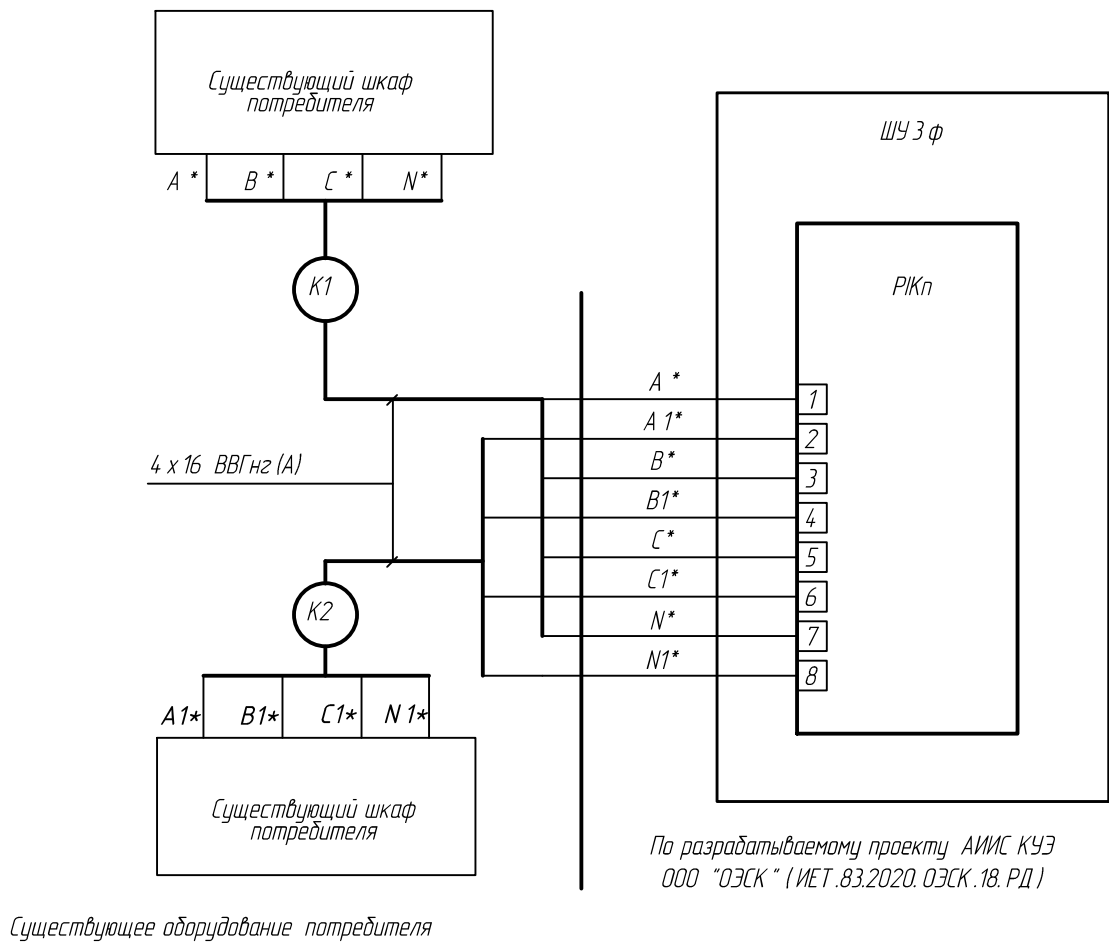 Существующий шкаф
потребителя
A * B * C * N*
K1
ШУ 3 ф
PIKn
A *
1
A 1*
2
B*
3
B1*
4
C*
5
C1*
6
N*
7
N1*
8
4 x 16 ВВГнг (А)
K2
A1* B1* C1* N 1*
Существующий шкаф
потребителя
По разрабатываемому проекту АИИС КУЭ
ООО "ОЭСК" ( ИЕТ.83.2020. ОЭСК.18. РД )
Существующее оборудование потребителя